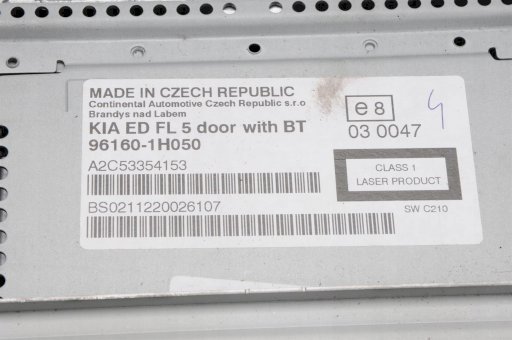 MADE IN CZECH REPUBLIC
Continental Automotive Czech Republic s.r.o
Brandys nad Labem
KIA ED FL 5 door with BT
96160-1H050
A2C53354153
BS0211220026107
e8
03 0047
4
CLASS 1
LASER PRODUCT
SW C210